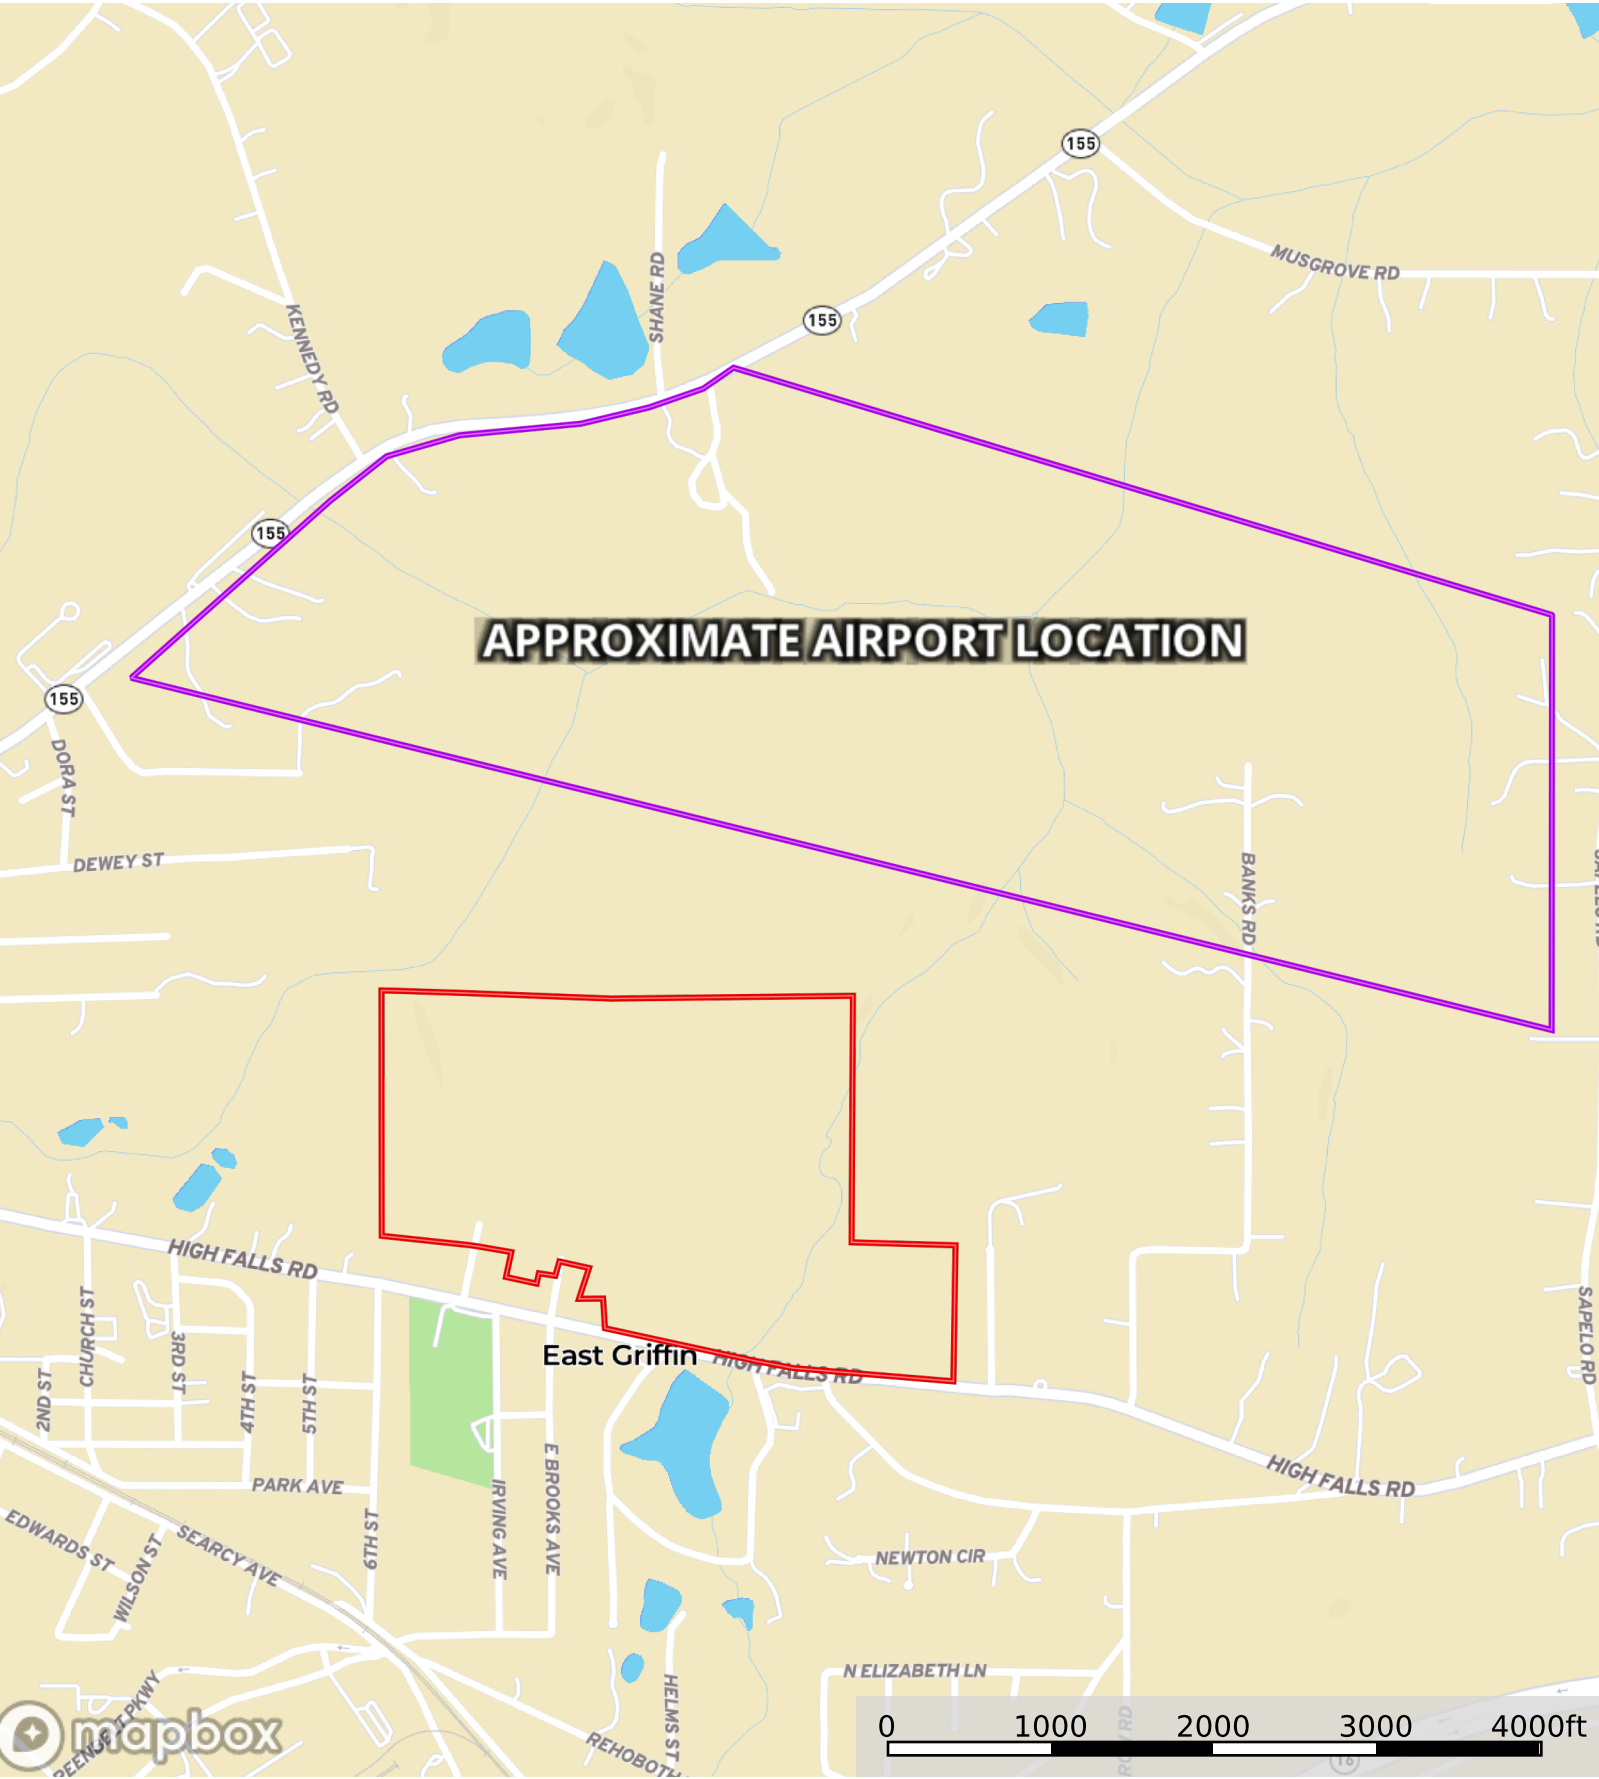 155
MUSGROVE RD
SHANE RD
155
KENNEDY RD
155
APPROXIMATE AIRPORT LOCATION
155
DORA ST
DEWEY ST
BANKS RD
HIGH FALLS RD
CHURCH ST
3RD ST
SAPELO RD
East Griffin
HIGH FALLS RD
2ND ST
4TH ST
5TH ST
PARK AVE
HIGH FALLS RD
E BROOKS AVE
IRVING AVE
6TH ST
EDWARDS ST
WILSON ST
SEARCY AVE
NEWTON CIR
N ELIZABETH LN
HELMS ST
REHOBOTH
mapbox
0 1000 2000 3000 4000ft
16